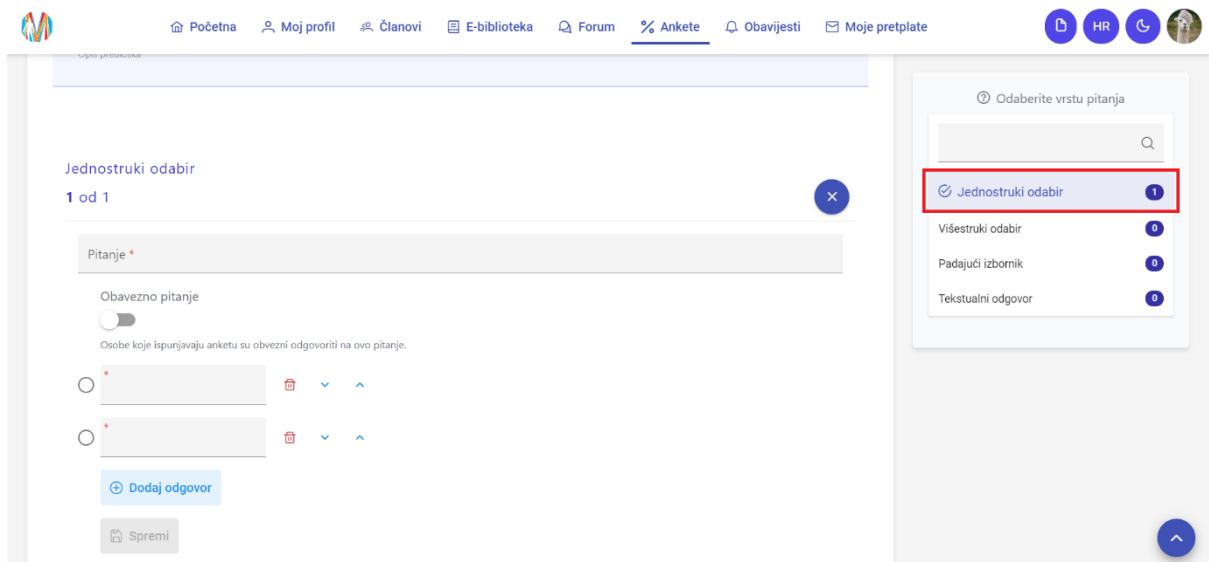 Početna
Moj profil
Članovi
E-biblioteka
Forum
Ankete
Obavijesti
Moje pretplate
HR
Opis predloška
Jednostruki odabir
1 od 1
Pitanje *
Obavezno pitanje
Osobe koje ispunjavaju anketu su obvezni odgovoriti na ovo pitanje.
*
*
Dodaj odgovor
Spremi
Odaberite vrstu pitanja
Jednostruki odabir 1
Višestruki odabir 0
Padajući izbornik 0
Tekstualni odgovor 0